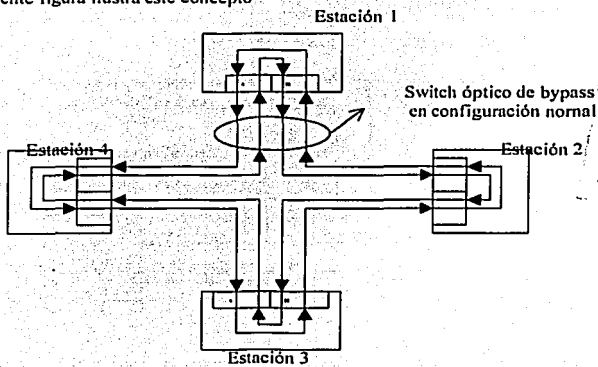 figura ilustra este concepto
Estación 1
Switch óptico de bypass
en configuración normal
Estación 4
Estación 2
Estación 3